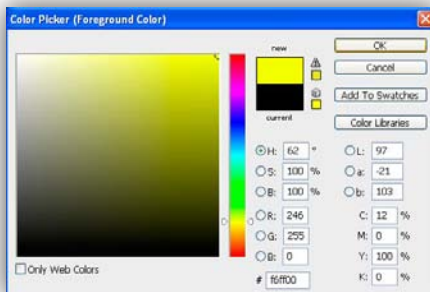 Color Picker (Foreground Color)
new
current
OK
Cancel
Add To Swatches
Color Libraries
H: 62 °
L: 97
S: 100 %
a: -21
B: 100 %
b: 103
R: 246
C: 12 %
G: 255
M: 0 %
B: 0
Y: 100 %
# f6ff00
K: 0 %
Only Web Colors